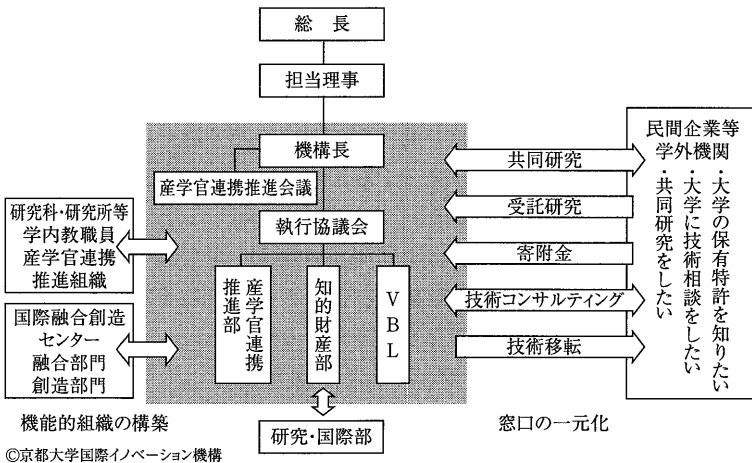 総長
担当理事
機構長
産学官連携推進会議
執行協議会
産学官連携
推進部
知的財産部
VBL
研究・国際部
研究科・研究所等
学内教職員
産学官連携
推進組織
国際融合創造
センター
融合部門
創造部門
機能的組織の構築
共同研究
受託研究
寄附金
技術コンサルティング
技術移転
民間企業等
学外機関
・大学の保有特許を知りたい
・大学に技術相談をしたい
・共同研究をしたい
窓口の一元化
©京都大学国際イノベーション機構